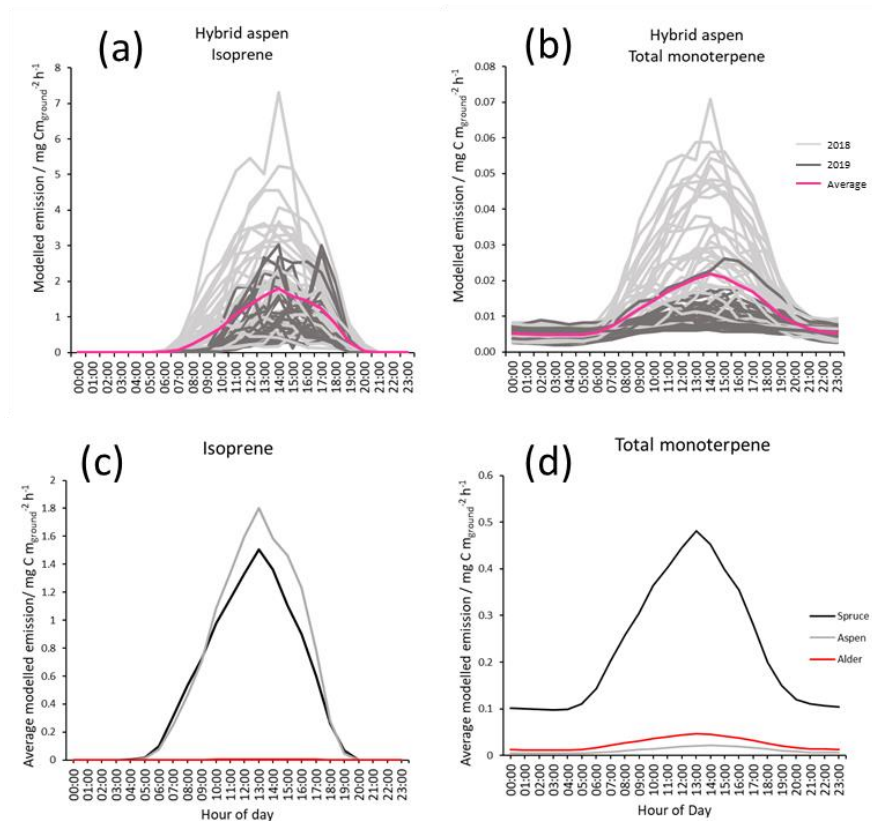 (a)
Hybrid aspen
Isoprene
Modelled emission / mg Cm ground -2 h-1
8
7
6
5
4
3
2
1
0
00:00 01:00 02:00 03:00 04:00 05:00 06:00 07:00 08:00 09:00 10:00 11:00 12:00 13:00 14:00 15:00 16:00 17:00 18:00 19:00 20:00 21:00 22:00 23:00
(b)
Hybrid aspen
Total monoterpene
Modelled emission / mg C m ground -2 h-1
0.08
0.07
0.06
0.05
0.04
0.03
0.02
0.01
0.00
00:00 01:00 02:00 03:00 04:00 05:00 06:00 07:00 08:00 09:00 10:00 11:00 12:00 13:00 14:00 15:00 16:00 17:00 18:00 19:00 20:00 21:00 22:00 23:00
2018
2019
Average
(c)
Isoprene
Average modelled emission/ mg C m ground -2 h-1
2
1.8
1.6
1.4
1.2
1
0.8
0.6
0.4
0.2
0
00:00 01:00 02:00 03:00 04:00 05:00 06:00 07:00 08:00 09:00 10:00 11:00 12:00 13:00 14:00 15:00 16:00 17:00 18:00 19:00 20:00 21:00 22:00 23:00
Hour of day
(d)
Total monoterpene
Average modelled emission / mg C m ground -2 h-1
0.6
0.5
0.4
0.3
0.2
0.1
0
00:00 01:00 02:00 03:00 04:00 05:00 06:00 07:00 08:00 09:00 10:00 11:00 12:00 13:00 14:00 15:00 16:00 17:00 18:00 19:00 20:00 21:00 22:00 23:00
Hour of Day
Spruce
Aspen
Alder